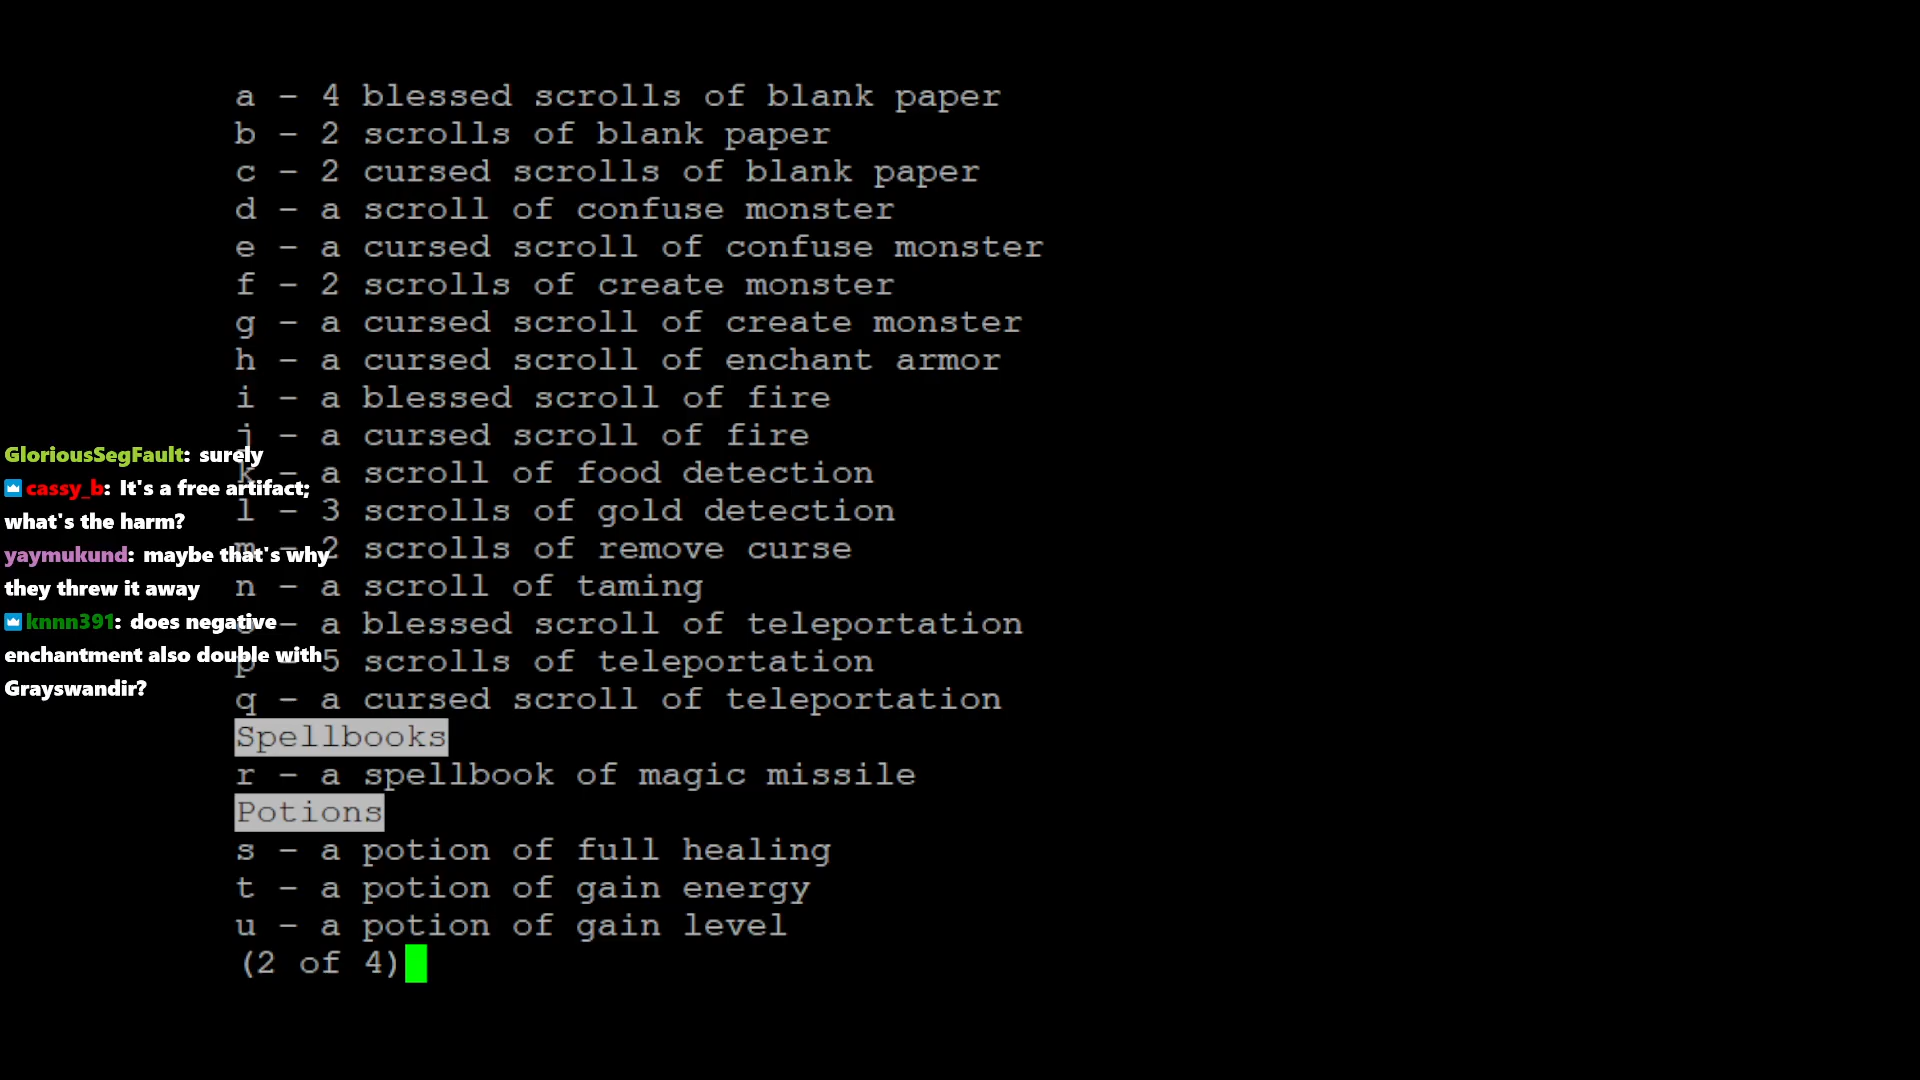 a - 4 blessed scrolls of blank paper
b - 2 scrolls of blank paper
c - 2 cursed scrolls of blank paper
d - a scroll of confuse monster
e - a cursed scroll of confuse monster
f - 2 scrolls of create monster
g - a cursed scroll of create monster
h - a cursed scroll of enchant armor
i - a blessed scroll of fire
j - a cursed scroll of fire
k - a scroll of food detection
l - 3 scrolls of gold detection
m - 2 scrolls of remove curse
n - a scroll of taming
o - a blessed scroll of teleportation
p - 5 scrolls of teleportation
q - a cursed scroll of teleportation
Spellbooks
r - a spellbook of magic missile
Potions
s - a potion of full healing
t - a potion of gain energy
u - a potion of gain level
(2 of 4)
GloriousSegFault: surely
cassy_b: It's a free artifact;
what's the harm?
yaymukund: maybe that's why
they threw it away
knnn391: does negative
enchantment also double with
Grayswandir?